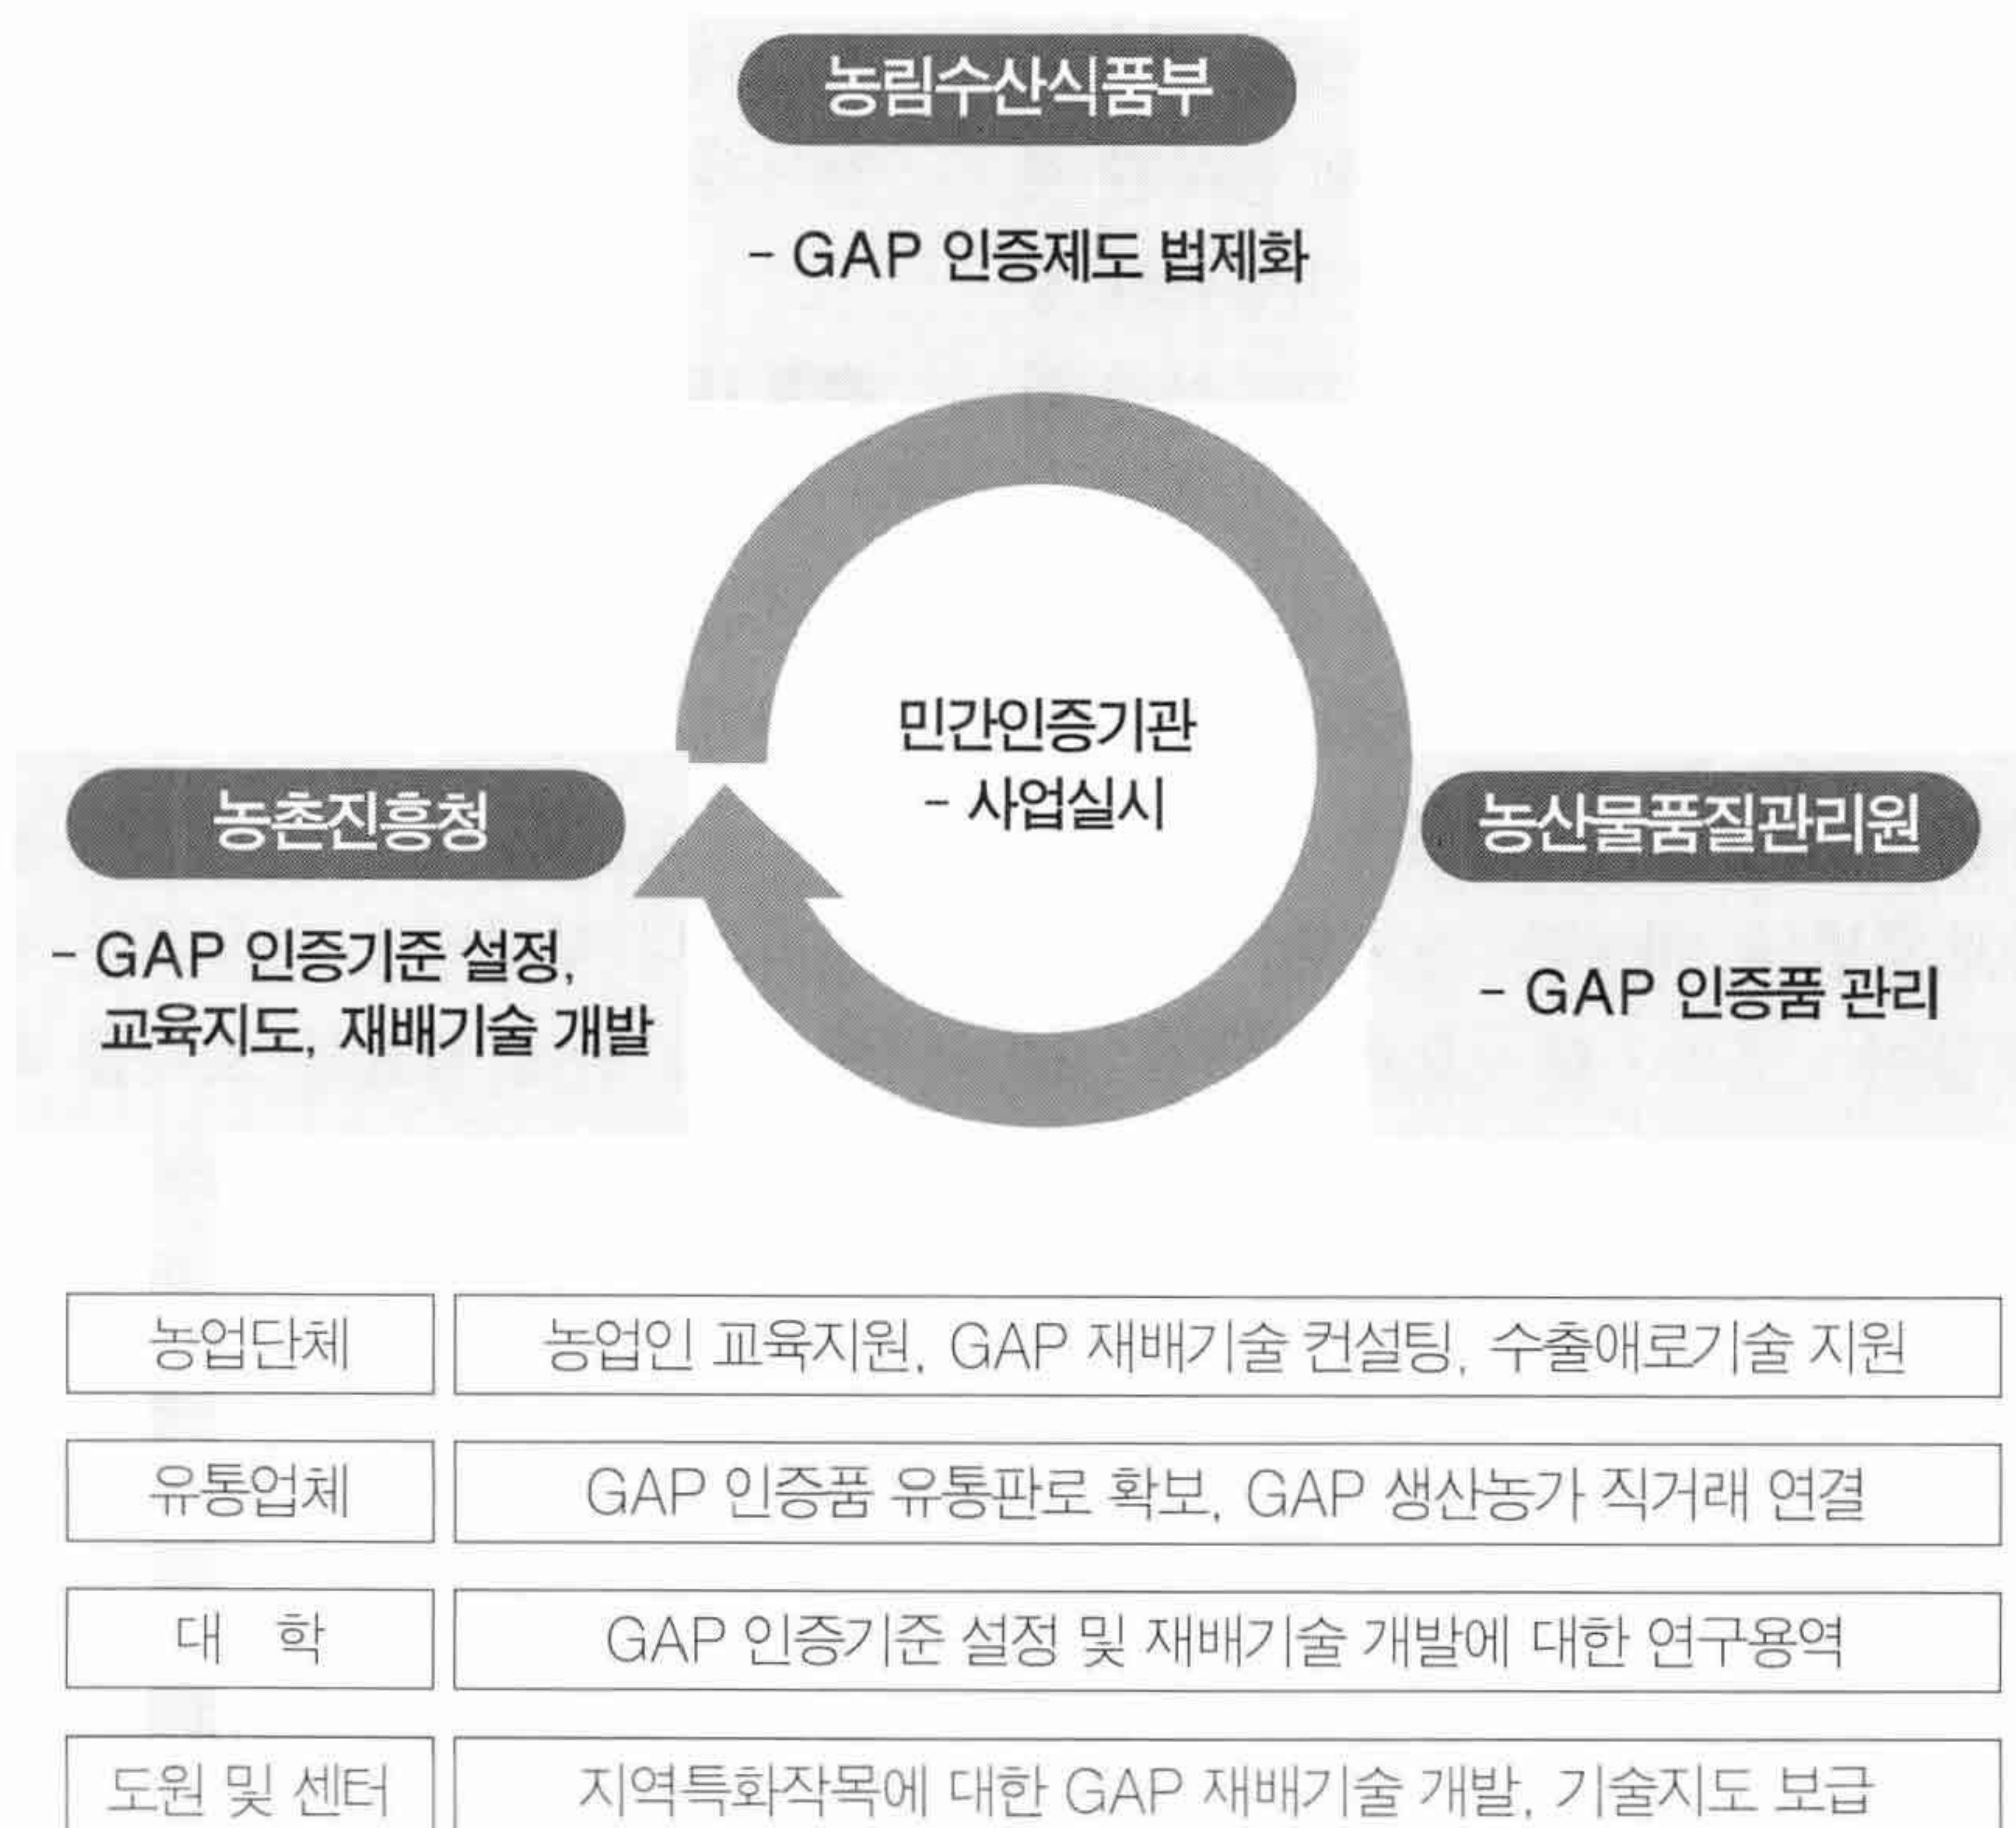 농림수산식품부
- GAP 인증제도 법제화
민간인증기관
- 사업실시
농촌진흥청
- GAP 인증기준 설정,
교육지도, 재배기술 개발
농산물품질관리원
- GAP 인증품 관리
농업단체 농업인 교육지원, GAP 재배기술 컨설팅, 수출애로기술 지원
유통업체 GAP 인증품 유통판로 확보, GAP 생산농가 직거래 연결
대 학 GAP 인증기준 설정 및 재배기술 개발에 대한 연구용역
도원 및 센터 지역특화작목에 대한 GAP 재배기술 개발, 기술지도 보급